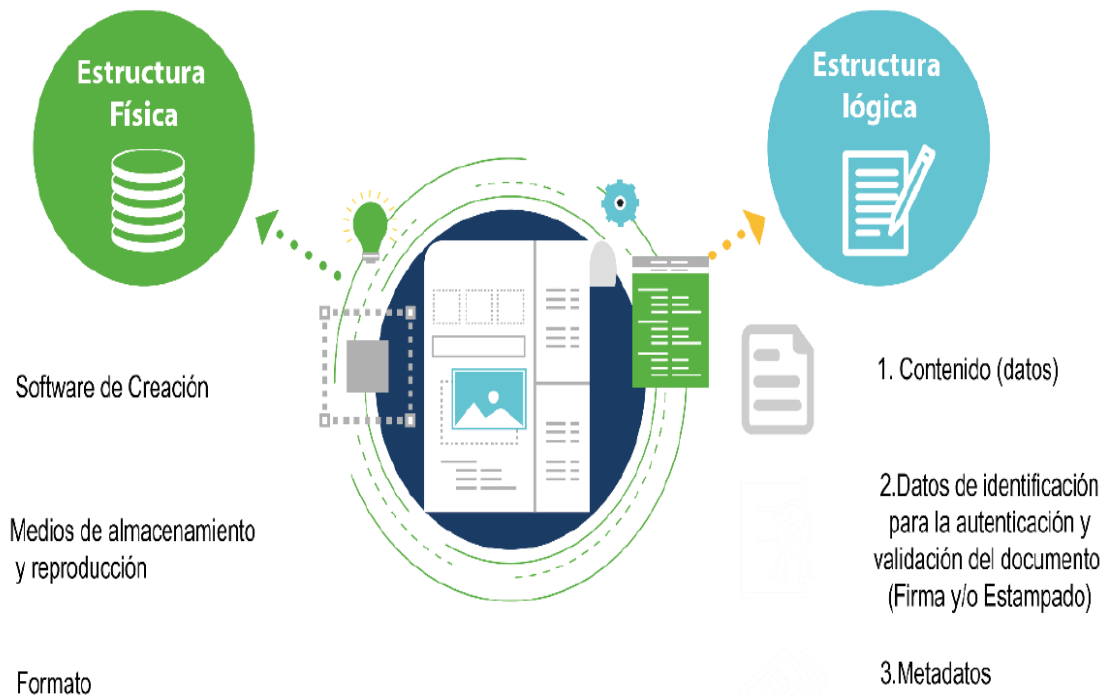 Estructura
Física
Software de Creación
Medios de almacenamiento
y reproducción
Formato
Estructura
lógica
1. Contenido (datos)
2.Datos de identificación
para la autenticación y
validación del documento
(Firma y/o Estampado)
3.Metadatos